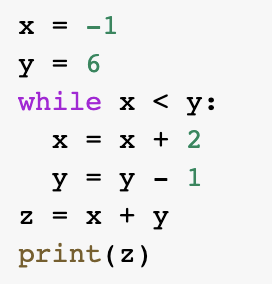 x = -1
y = 6
while x < y:
  x = x + 2
  y = y - 1
z = x + y
print(z)